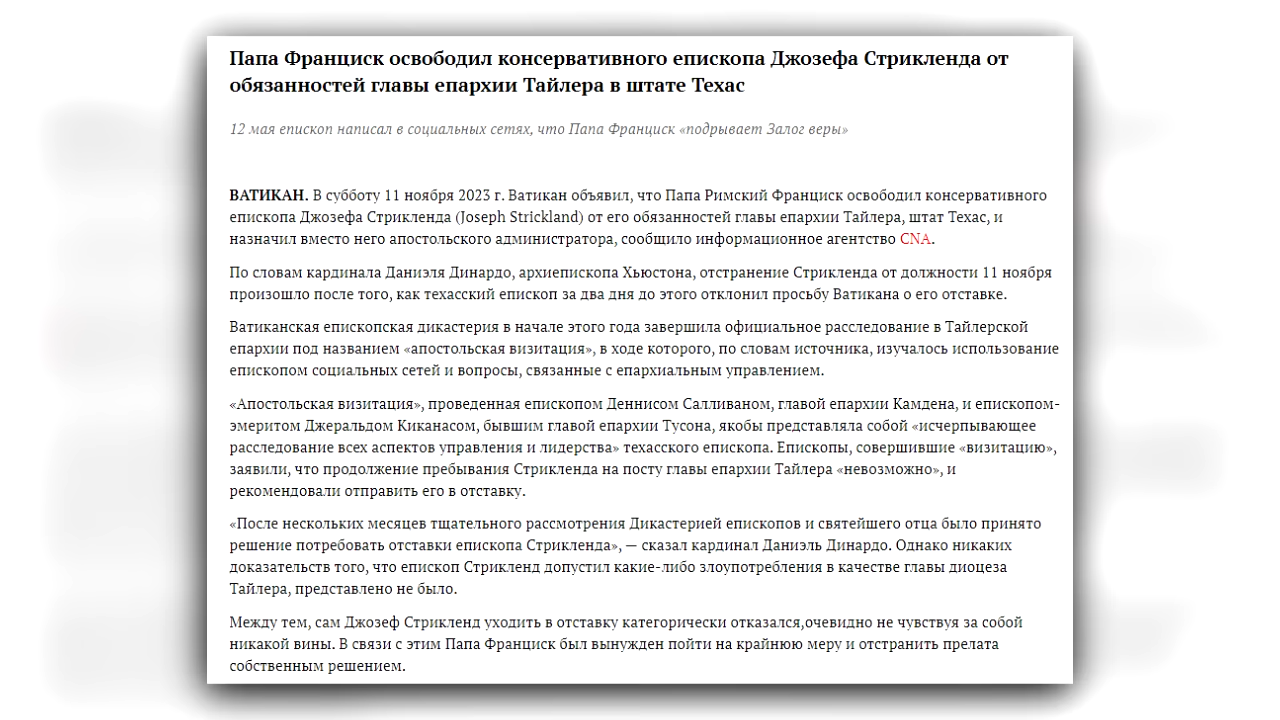 Папа Франциск освободил консервативного епископа Джозефа Стрикленда от
обязанностей главы епархии Тайлера в штате Техас
12 мая епископ написал в социальных сетях, что Папа Франциск «подрывает Залог веры»
ВАТИКАН. В субботу 11 ноября 2023 г. Ватикан объявил, что Папа Римский Франциск освободил консервативного
епископа Джозефа Стрикленда (Joseph Strickland) от его обязанностей главы епархии Тайлера, штат Техас, и
назначил вместо него апостольского администратора, сообщило информационное агентство CNA.
По словам кардинала Даниэля Динардо, архиепископа Хьюстона, отстранение Стрикленда от должности 11 ноября
произошло после того, как техасский епископ за два дня до этого отклонил просьбу Ватикана о его отставке.
Ватиканская епископская дикастерия в начале этого года завершила официальное расследование в Тайлерской
епархии под названием «апостольская визитация», в ходе которого, по словам источника, изучалось использование
епископом социальных сетей и вопросы, связанные с епархиальным управлением.
«Апостольская визитация», проведенная епископом Деннисом Салливаном, главой епархии Камдена, и епископом-
эмеритом Джеральдом Киканасом, бывшим главой епархии Тусона, якобы представляла собой «исчерпывающее
расследование всех аспектов управления и лидерства» техасского епископа. Епископы, совершившие «визитацию»,
заявили, что продолжение пребывания Стрикленда на посту главы епархии Тайлера «невозможно», и
рекомендовали отправить его в отставку.
«После нескольких месяцев тщательного рассмотрения Дикастерией епископов и святейшего отца было принято
решение потребовать отставки епископа Стрикленда», — сказал кардинал Даниэль Динардо. Однако никаких
доказательств того, что епископ Стрикленд допустил какие-либо злоупотребления в качестве главы диоцеза
Тайлера, представлено не было.
Между тем, сам Джозеф Стрикленд уходить в отставку категорически отказался,очевидно не чувствуя за собой
никакой вины. В связи с этим Папа Франциск был вынужден пойти на крайнюю меру и отстранить прелата
собственным решением.